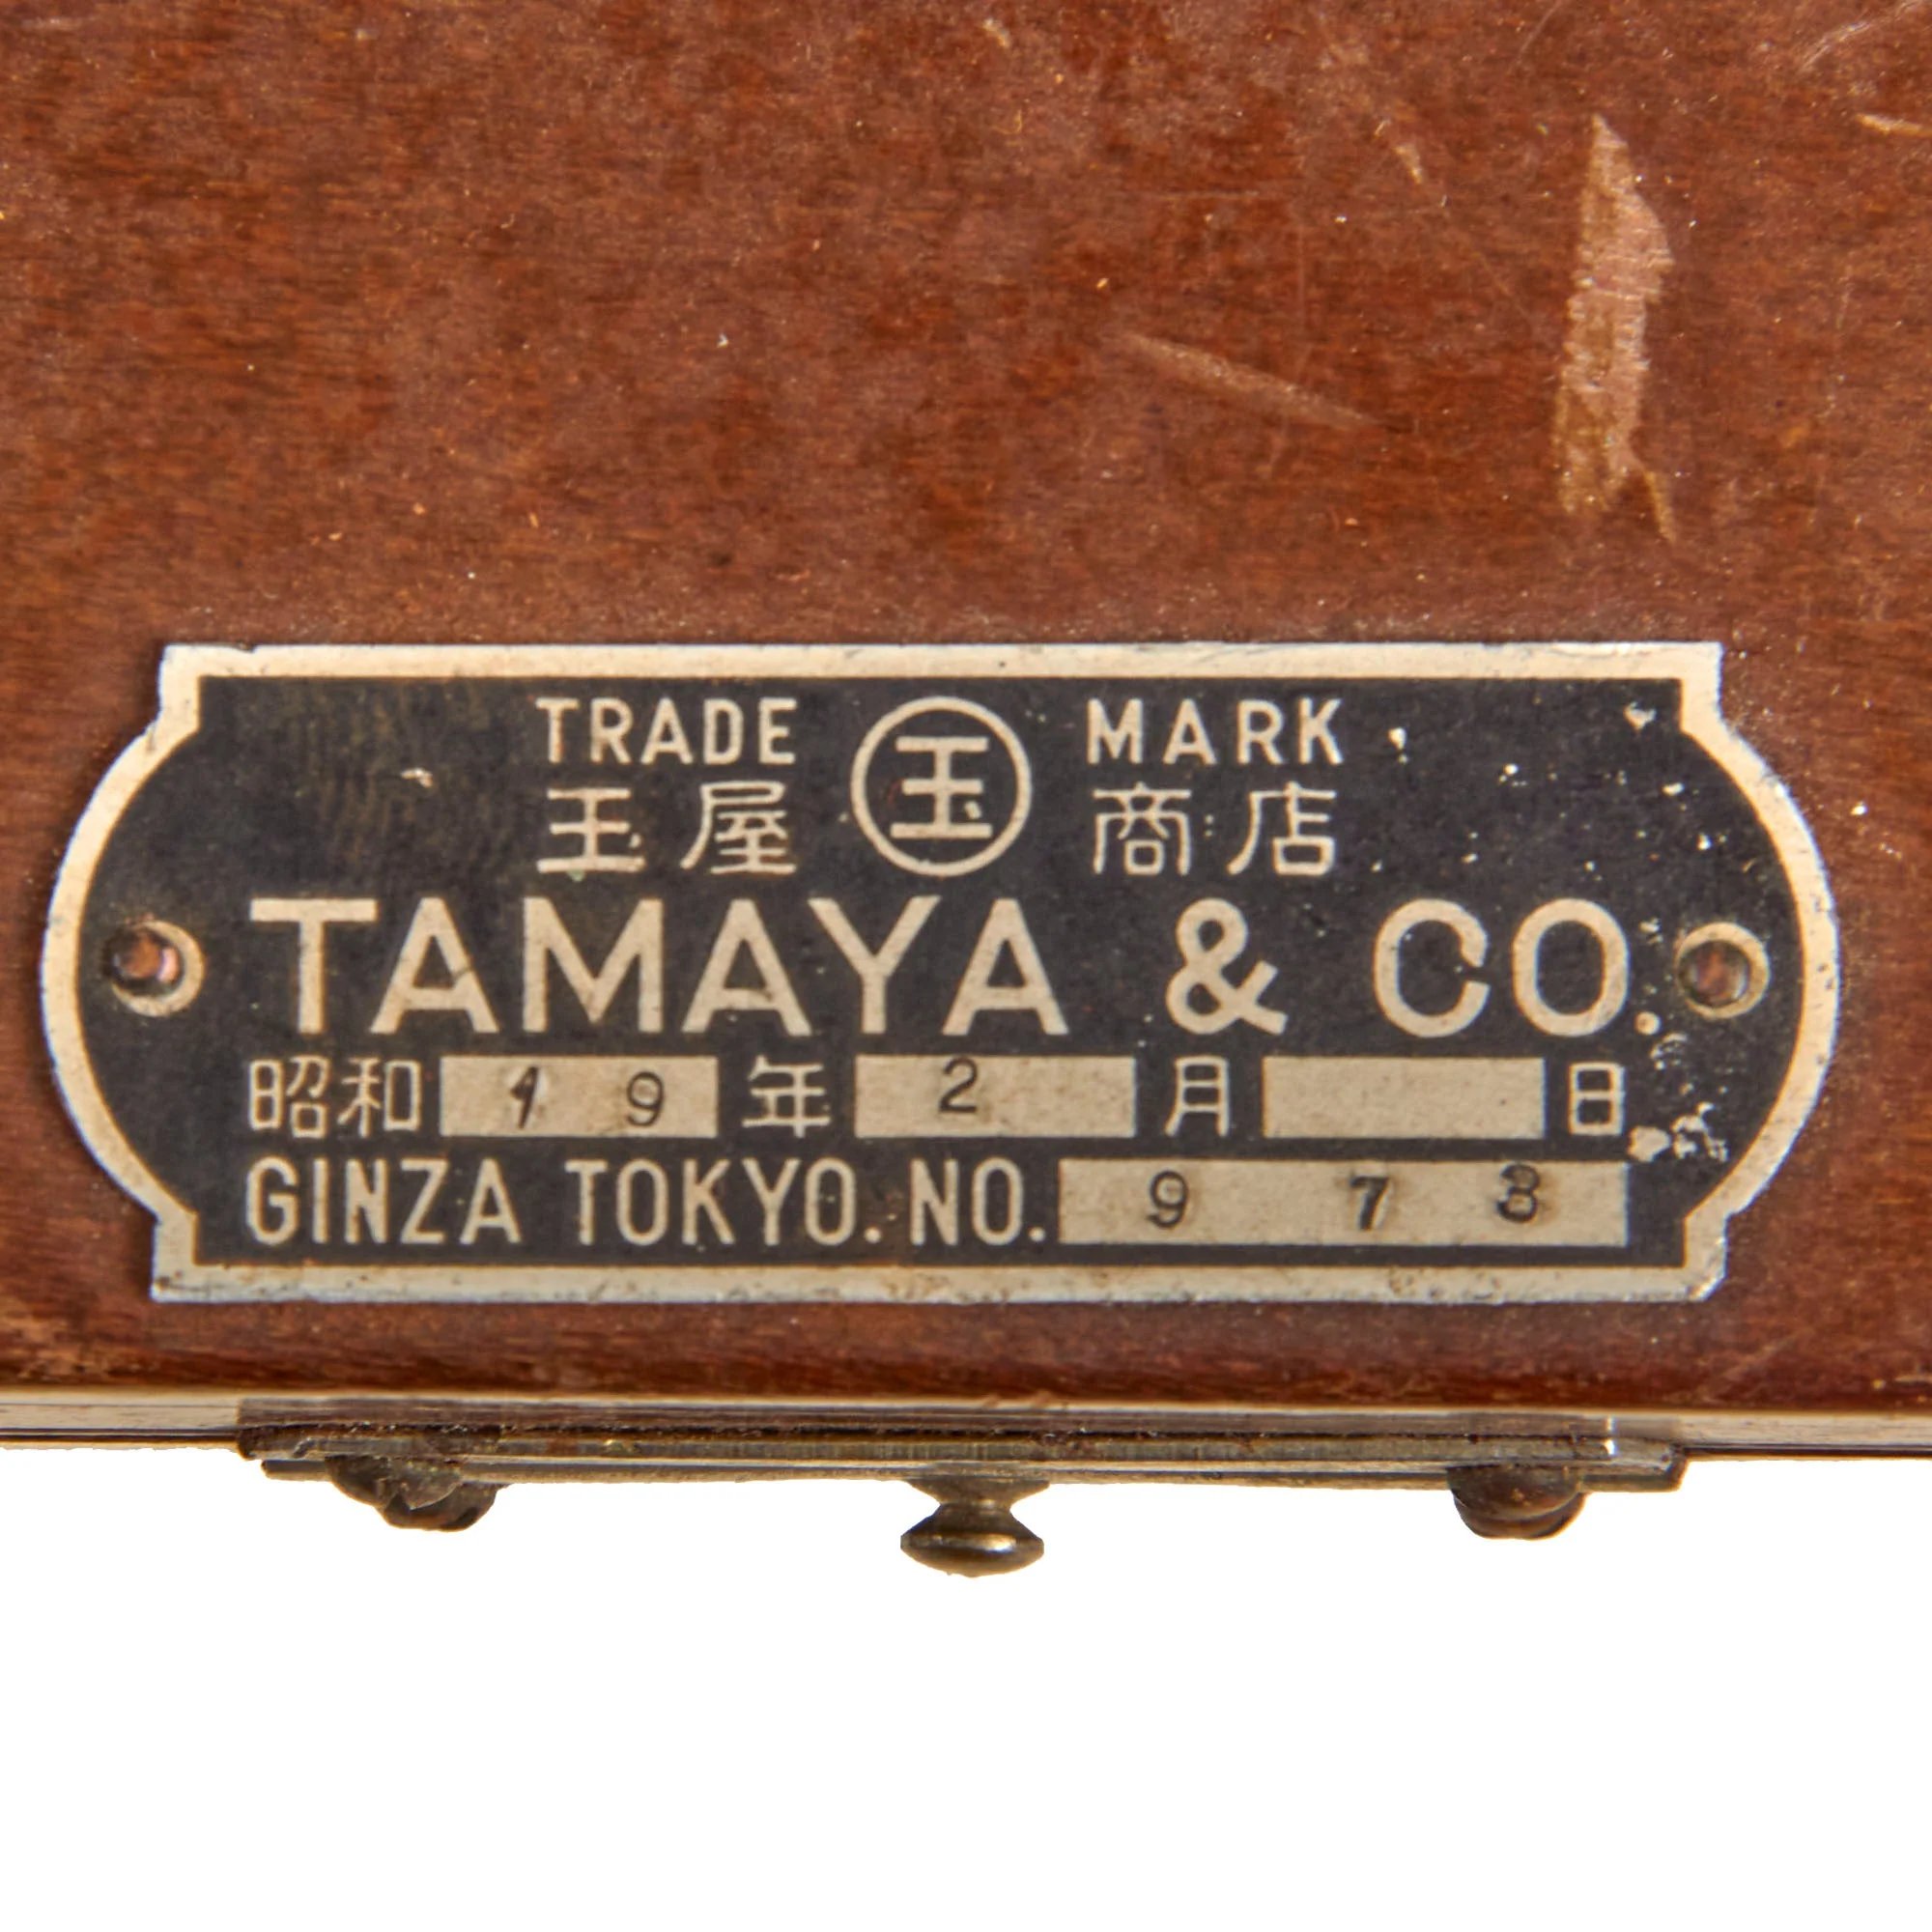 TRADE 玉 MARK
玉屋 商店
TAMAYA & CO.
昭和 19 年 2 月 日
GINZA TOKYO. NO. 973